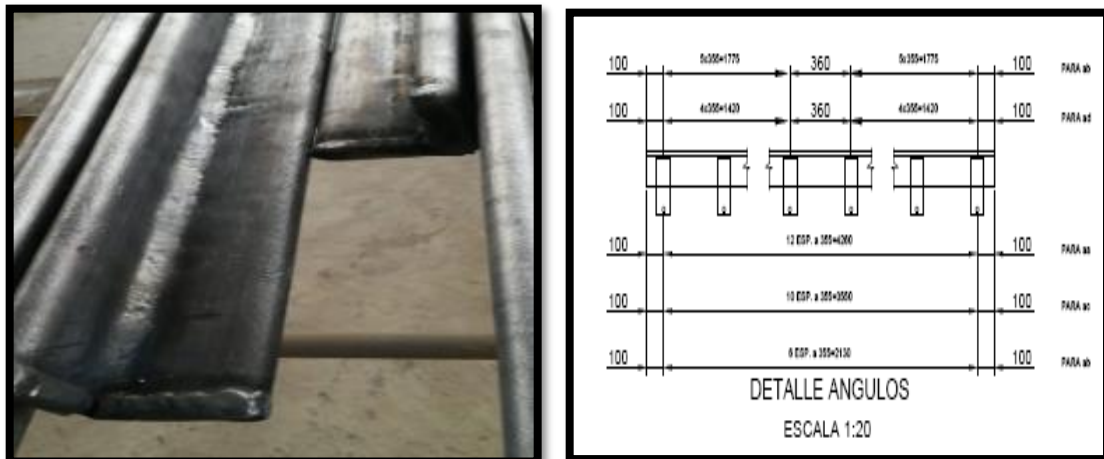 100 5x355=1775 360 5x355=1775 100 PARA ab
100 4x355=1420 360 4x355=1420 100 PARA ad
100 12 ESP. a 355=4260 100 PARA aa
100 10 ESP. a 355=3550 100 PARA ac
100 6 ESP. a 355=2130 100 PARA ab
DETALLE ANGULOS
ESCALA 1:20